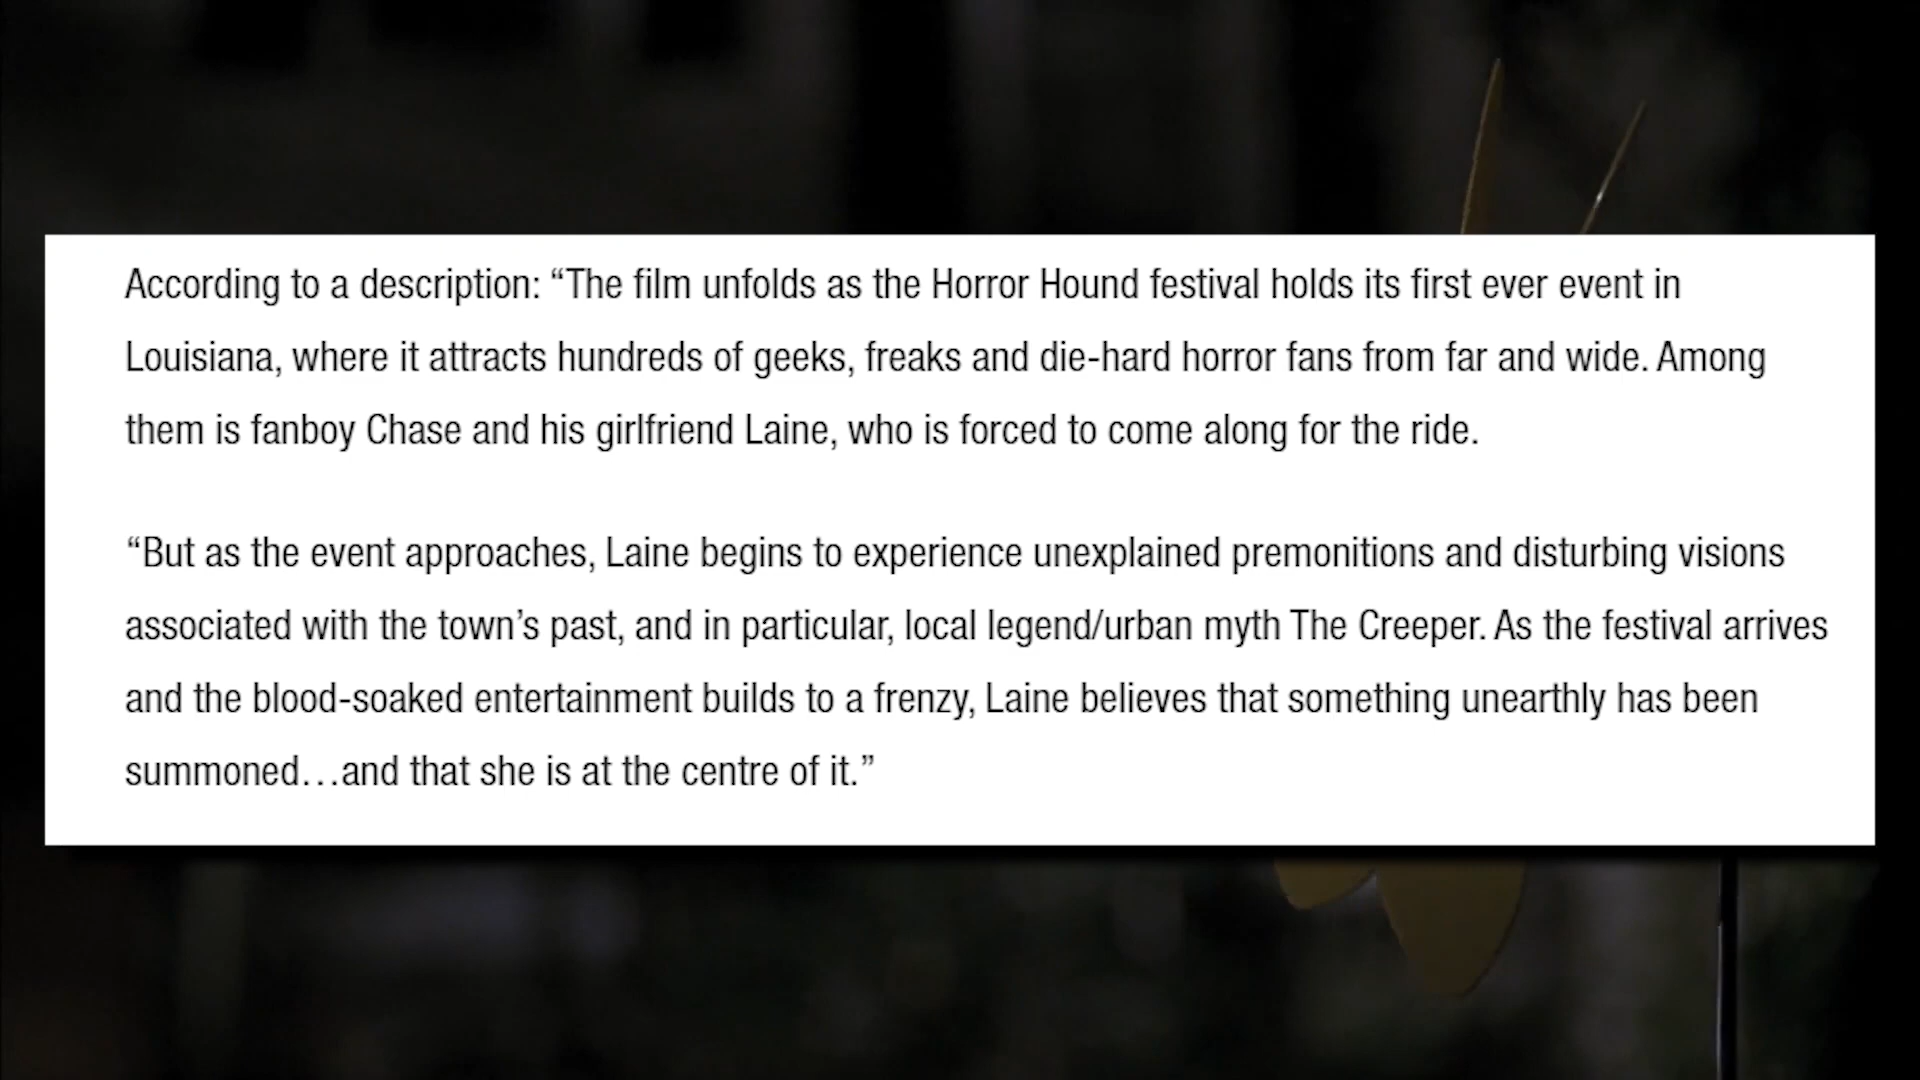 According to a description: “The film unfolds as the Horror Hound festival holds its first ever event in
Louisiana, where it attracts hundreds of geeks, freaks and die-hard horror fans from far and wide. Among
them is fanboy Chase and his girlfriend Laine, who is forced to come along for the ride.
“But as the event approaches, Laine begins to experience unexplained premonitions and disturbing visions
associated with the town’s past, and in particular, local legend/urban myth The Creeper. As the festival arrives
and the blood-soaked entertainment builds to a frenzy, Laine believes that something unearthly has been
summoned…and that she is at the centre of it.”